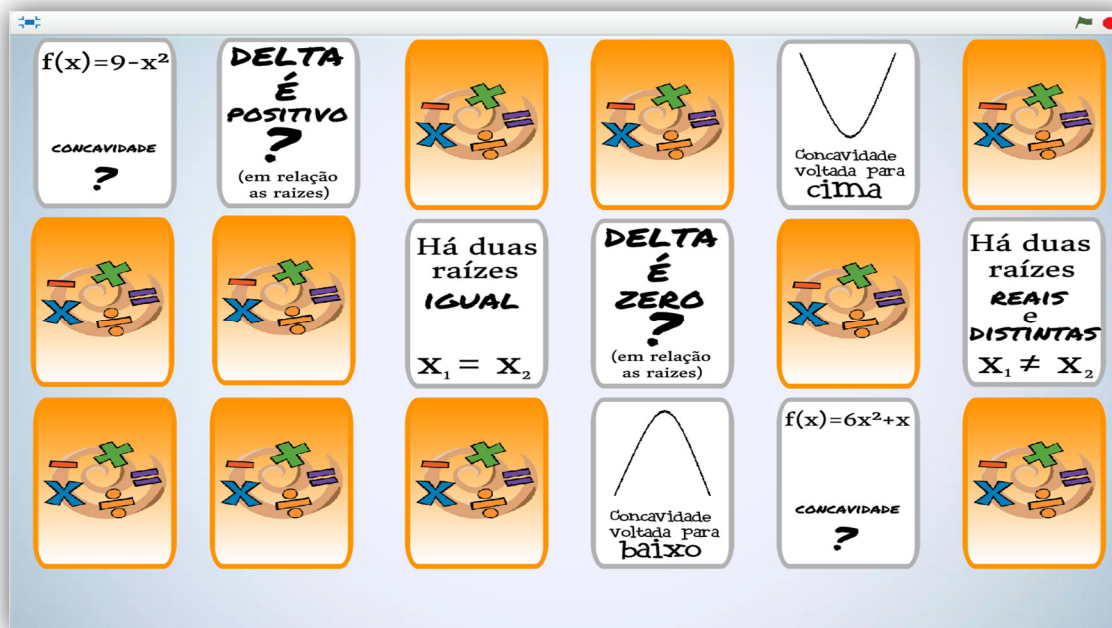 f(x)=9-x²
CONCAVIDADE
?
DELTA
É
POSITIVO
?
(em relação
as raizes)
Concavidade
voltada para
cima
Há duas
raízes
IGUAL
X₁ = X₂
DELTA
É
ZERO
?
(em relação
as raizes)
Há duas
raízes
REAIS
e
DISTINTAS
X₁ ≠ X₂
Concavidade
voltada para
baixo
f(x)=6x²+x
CONCAVIDADE
?